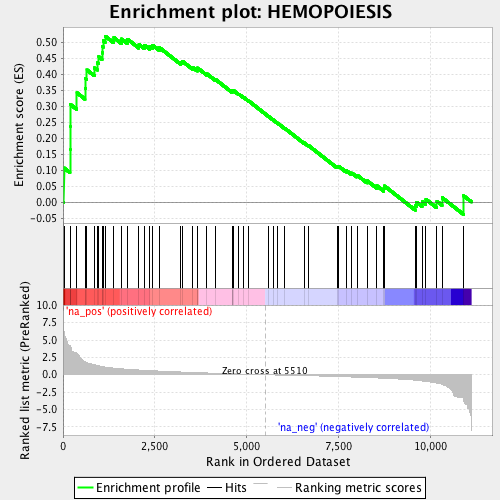 Enrichment plot: HEMOPOIESIS
Enrichment score (ES)
0.50
0.45
0.40
0.35
0.30
0.25
0.20
0.15
0.10
0.05
0.00
-0.05
'na_pos' (positively correlated)
Ranked list metric (PreRanked)
10.0
7.5
5.0
2.5
0.0
-2.5
-5.0
-7.5
Zero cross at 5510
'na_neg' (negatively correlated)
0 2,500 5,000 7,500 10,000
Rank in Ordered Dataset
Enrichment profile Hits Ranking metric scores